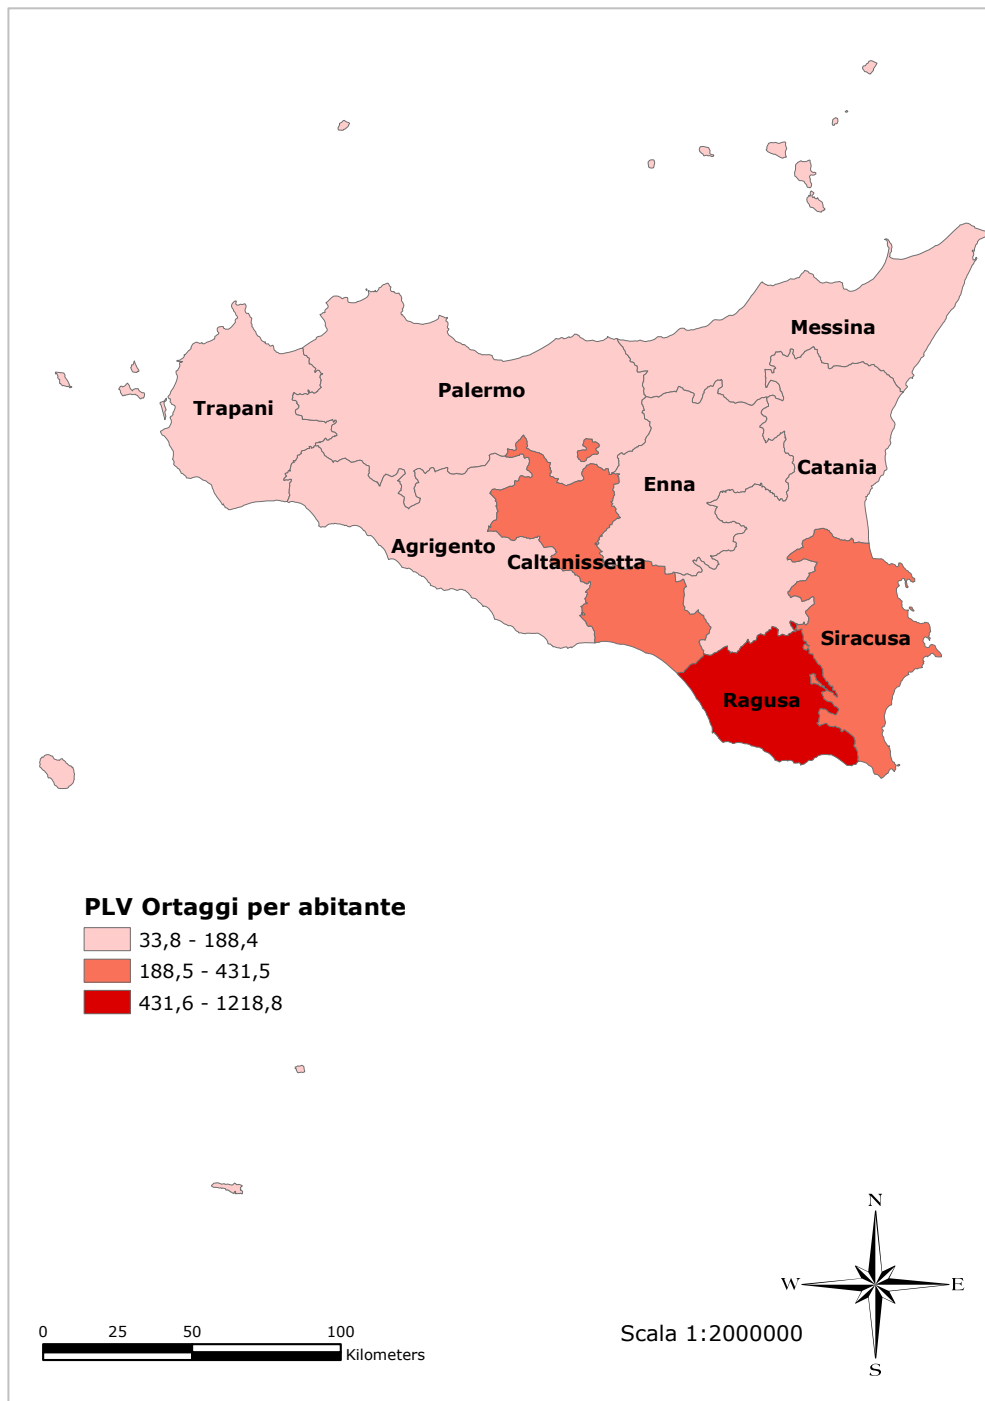 Messina
Palermo
Trapani
Catania
Enna
Agrigento
Caltanissetta
Siracusa
Ragusa
PLV Ortaggi per abitante
33,8 - 188,4
188,5 - 431,5
431,6 - 1218,8
N
W E
S
0 25 50 100
Kilometers
Scala 1:2000000